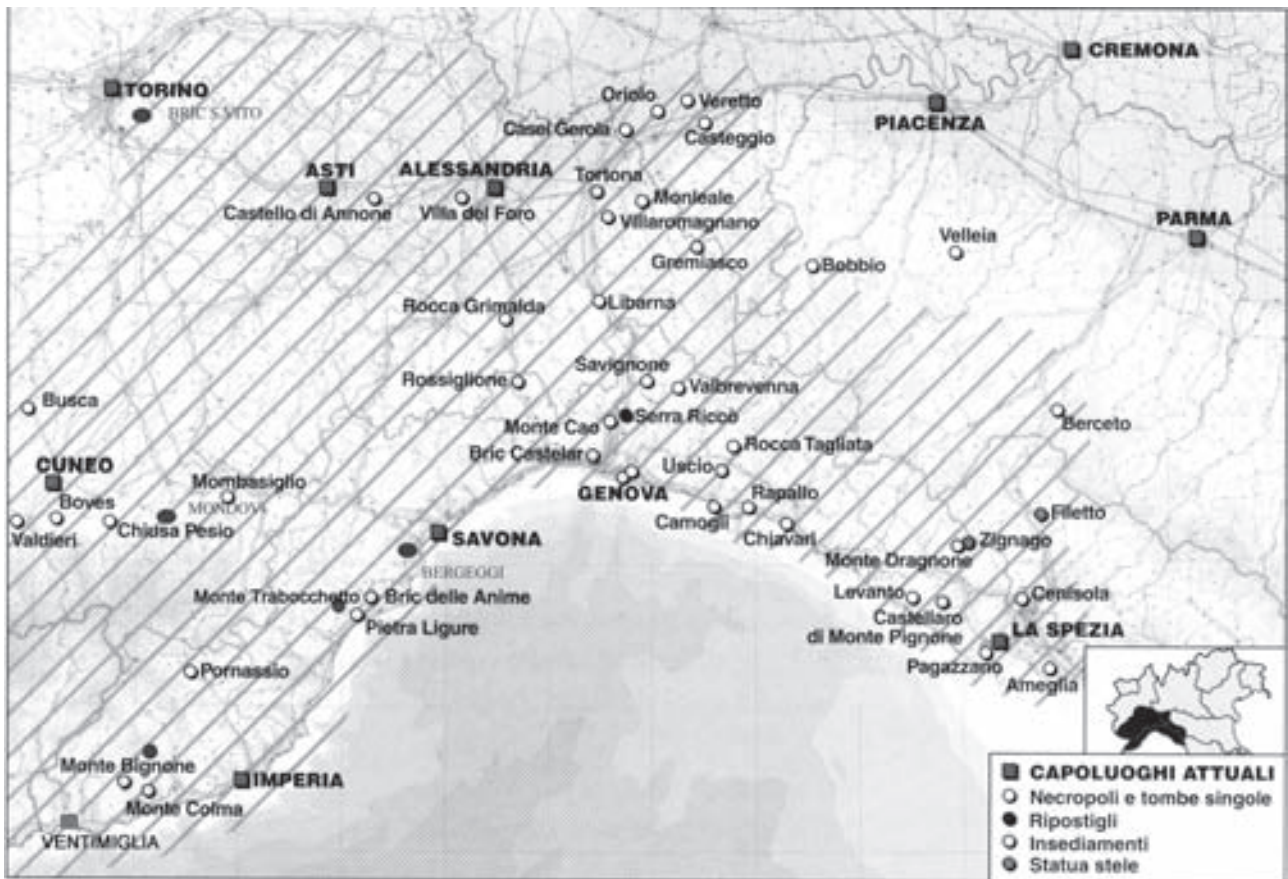 CREMONA
TORINO
BRIC S.VITO
Oriolo
Veretto
Casei Gerola
Casteggio
PIACENZA
ASTI
ALESSANDRIA
Tortona
Castello di Annone
Villa del Foro
Monleale
Villaromagnano
PARMA
Gremiasco
Velleia
Bobbio
Rocca Grimalda
Libarna
Savignone
Rossiglione
Valbrevenna
Busca
Serra Riccò
Monte Cao
Berceto
Bric Castelar
Rocca Tagliata
Uscio
CUNEO
Mombasiglio
GENOVA
Rapallo
Boves
MONDOVI
Camogli
Filetto
Valdieri
Chiusa Pesio
Chiavari
SAVONA
Zignago
Monte Dragnone
BERGEGGI
Monte Trabocchetto
Bric delle Anime
Levanto
Cenisola
Pietra Ligure
Castellaro
di Monte Pignone
LA SPEZIA
Pagazzano
Pornassio
Ameglia
Monte Bignone
IMPERIA
Monte Colma
VENTIMIGLIA
CAPOLUOGHI ATTUALI
Necropoli e tombe singole
Ripostigli
Insediamenti
Statua stele